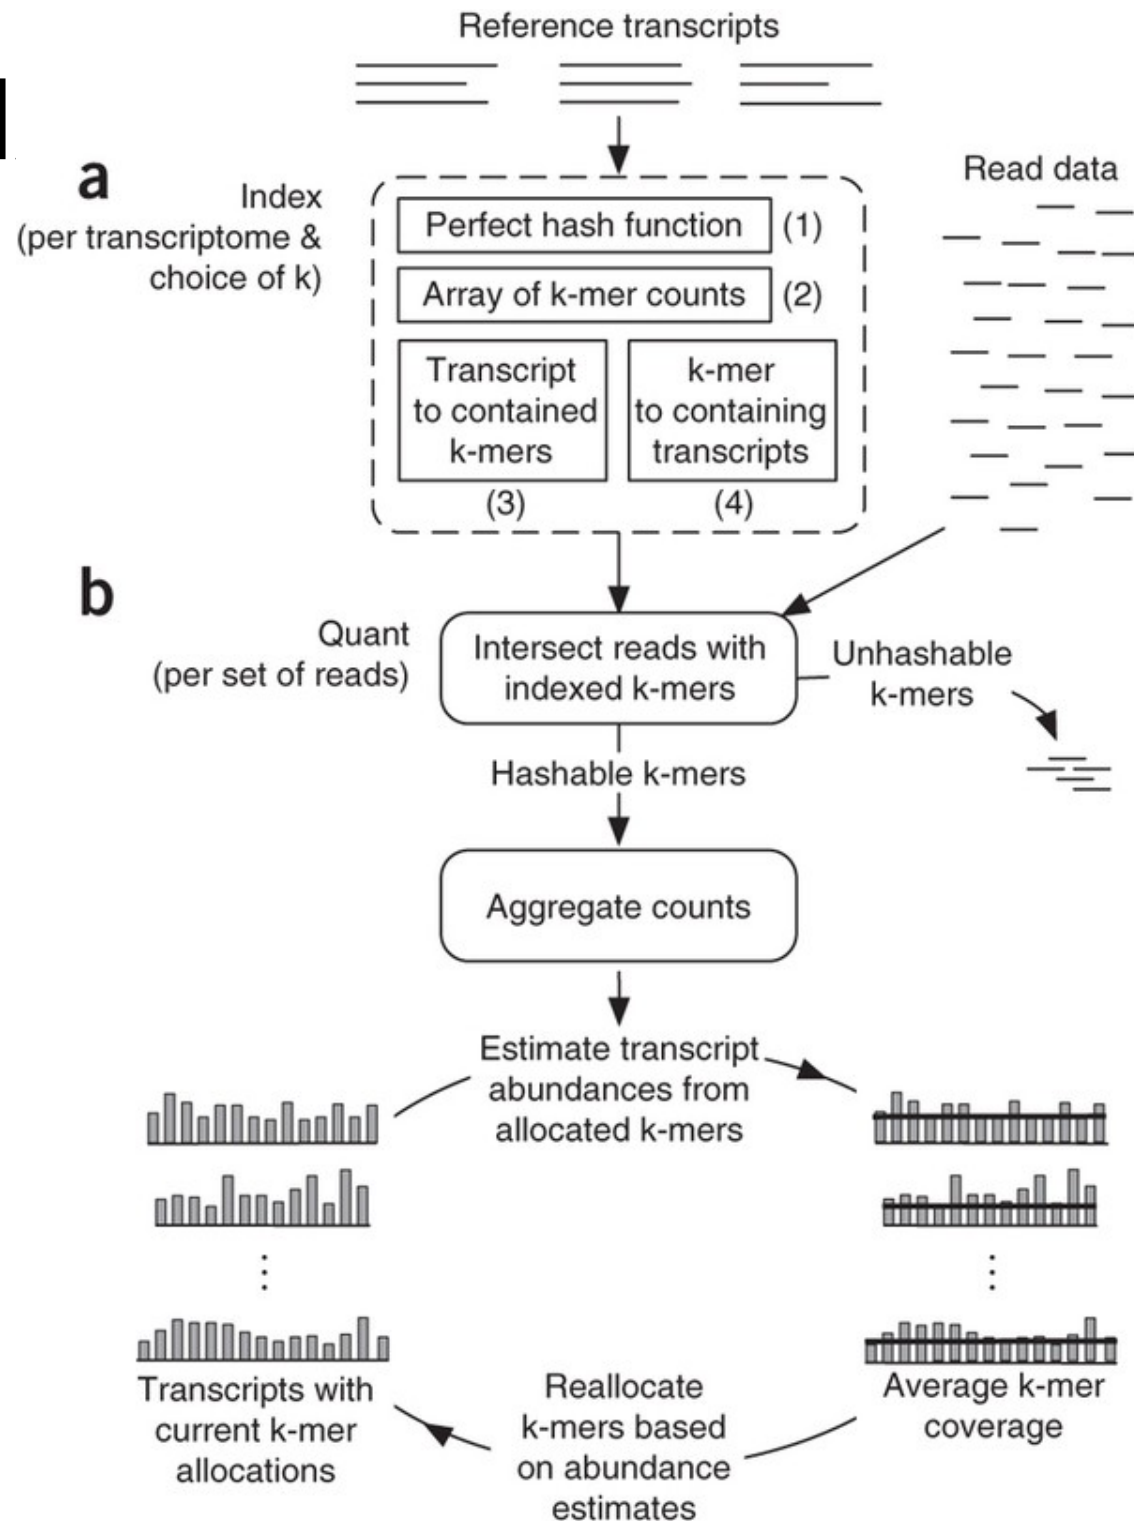 Reference transcripts
a
Index
(per transcriptome &
choice of k)
Perfect hash function (1)
Array of k-mer counts (2)
Transcript
to contained
k-mers
(3)
k-mer
to containing
transcripts
(4)
Read data
b
Quant
(per set of reads)
Intersect reads with
indexed k-mers
Unhashable
k-mers
Hashable k-mers
Aggregate counts
Estimate transcript
abundances from
allocated k-mers
Transcripts with
current k-mer
allocations
Reallocate
k-mers based
on abundance
estimates
Average k-mer
coverage